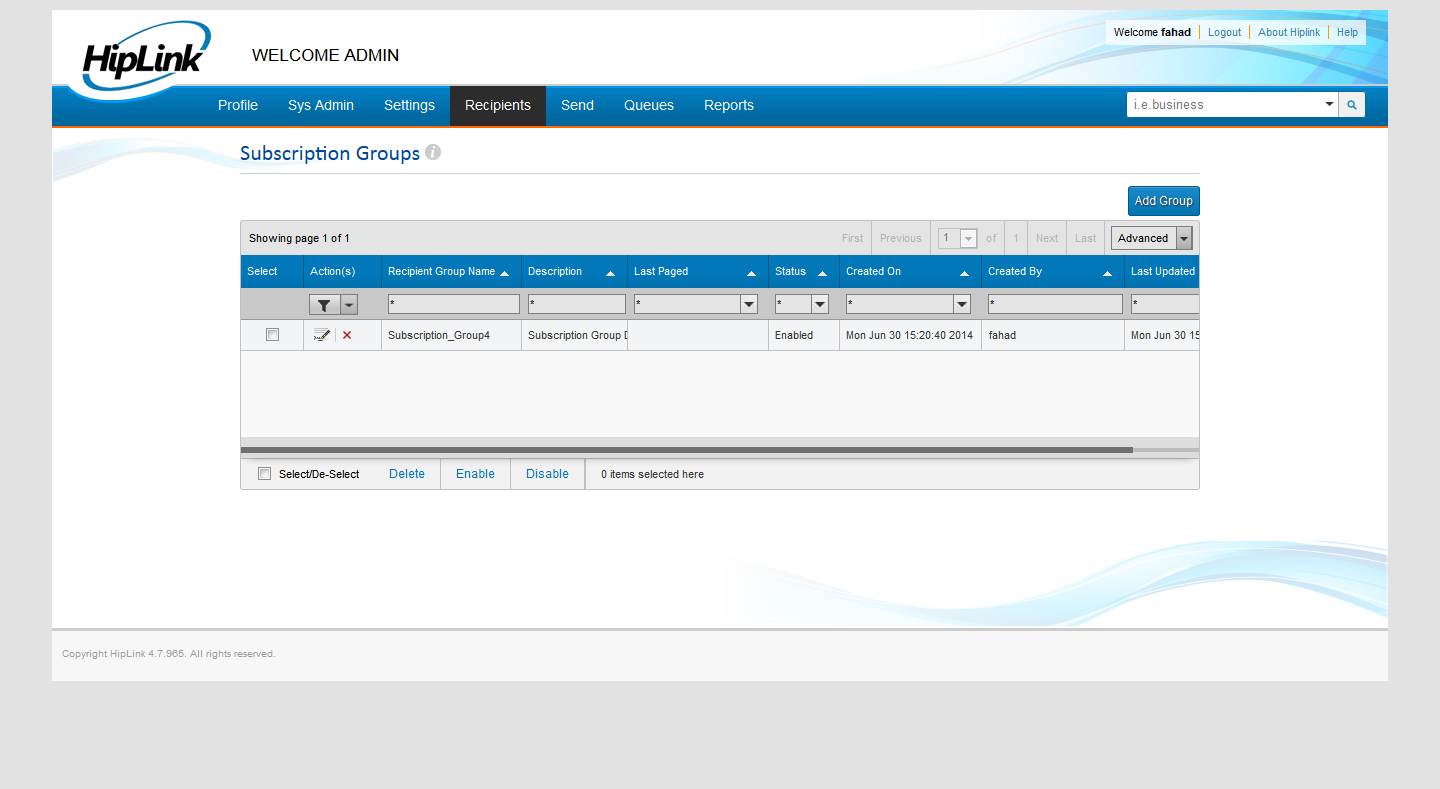 HipLink
WELCOME ADMIN
Welcome fahad Logout About Hiplink Help
Profile Sys Admin Settings Recipients Send Queues Reports
i.e.business
Subscription Groups i
Add Group
Showing page 1 of 1 First Previous 1 of 1 Next Last Advanced
Select Action(s) Recipient Group Name Description Last Paged Status Created On Created By Last Updated
* * * * * * *
Subscription_Group4 Subscription Group Enabled Mon Jun 30 15:20:40 2014 fahad Mon Jun 30 15
Select/De-Select Delete Enable Disable 0 items selected here
Copyright HipLink 4.7.965. All rights reserved.